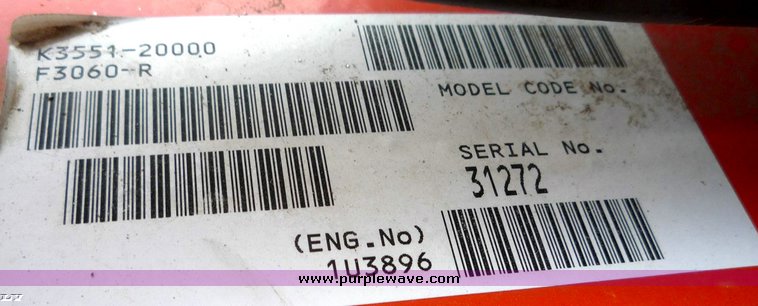 K3551-20000
F3060-R
MODEL CODE No.
SERIAL No.
31272
(ENG.No)
1U3896
www.purplewave.com